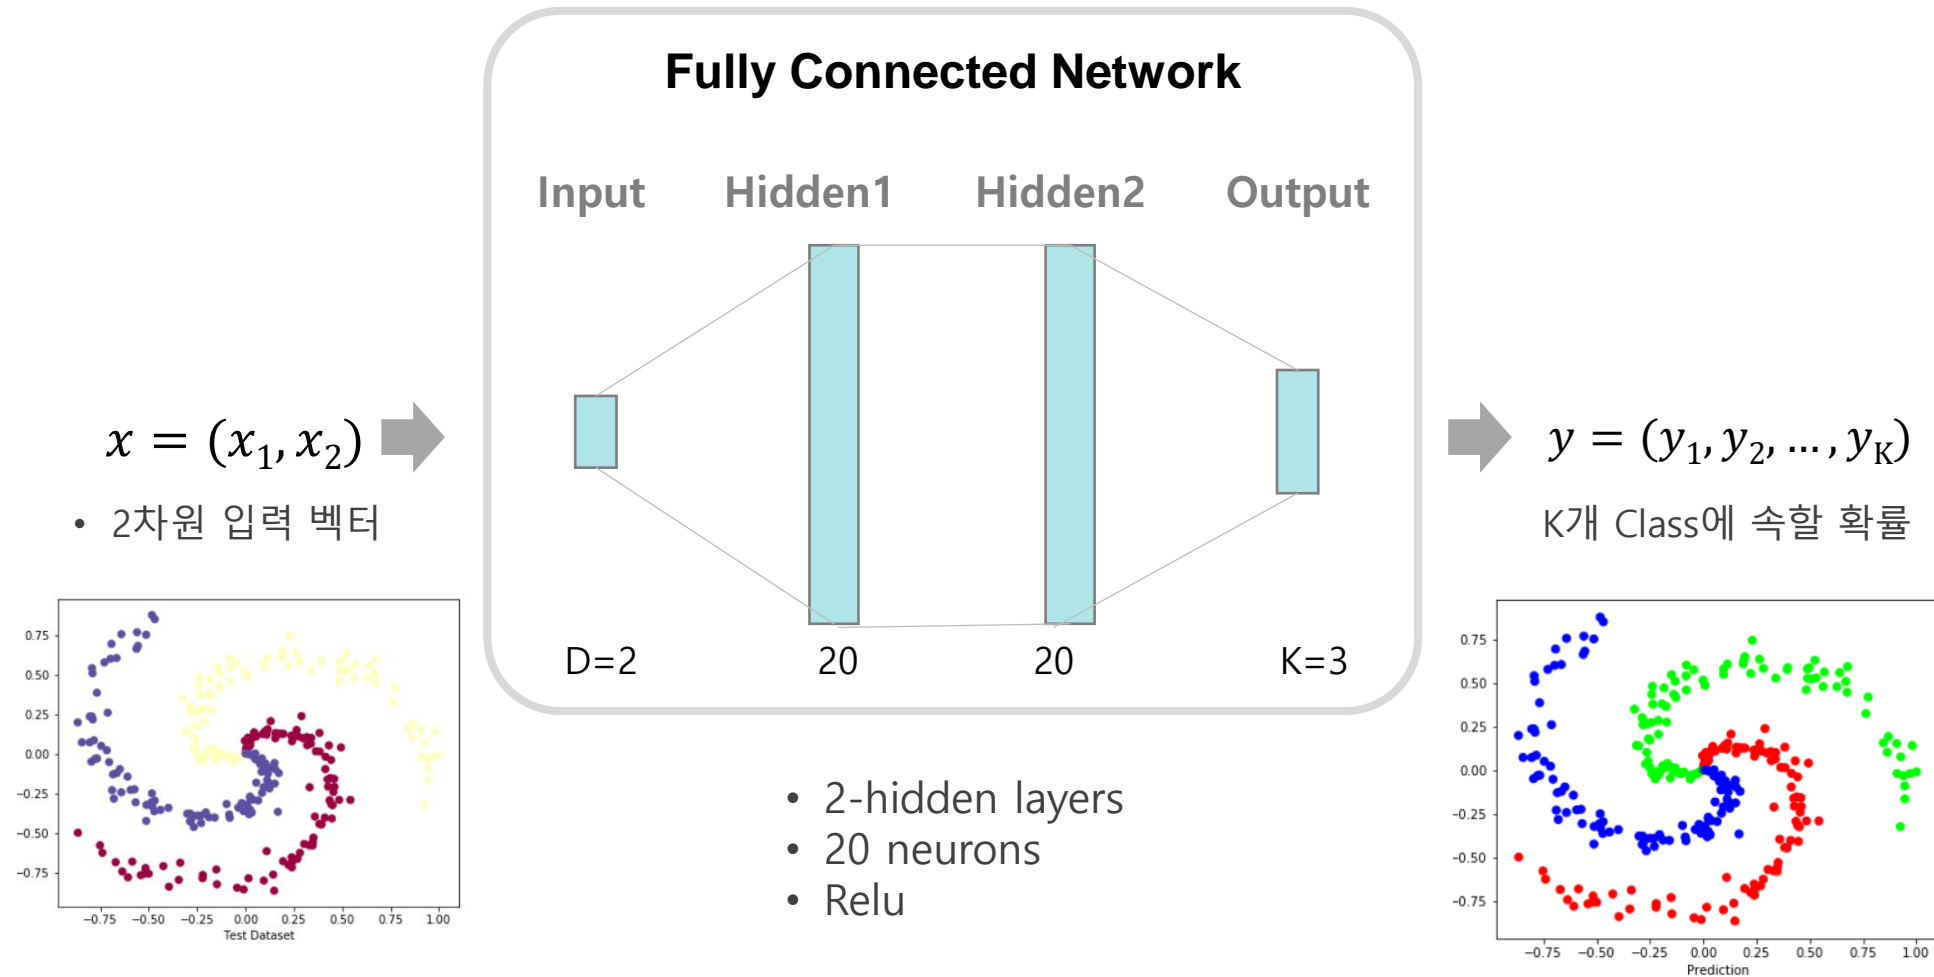 Fully Connected Network
Input Hidden1 Hidden2 Output
x = (x₁, x₂)
• 2차원 입력 벡터
y = (y₁, y₂, … , y_K)
K개 Class에 속할 확률
D=2 20 20 K=3
• 2-hidden layers
• 20 neurons
• Relu
0.75
0.50
0.25
0.00
−0.25
−0.50
−0.75
−0.75 −0.50 −0.25 0.00 0.25 0.50 0.75 1.00
Test Dataset
0.75
0.50
0.25
0.00
−0.25
−0.50
−0.75
−0.75 −0.50 −0.25 0.00 0.25 0.50 0.75 1.00
Prediction